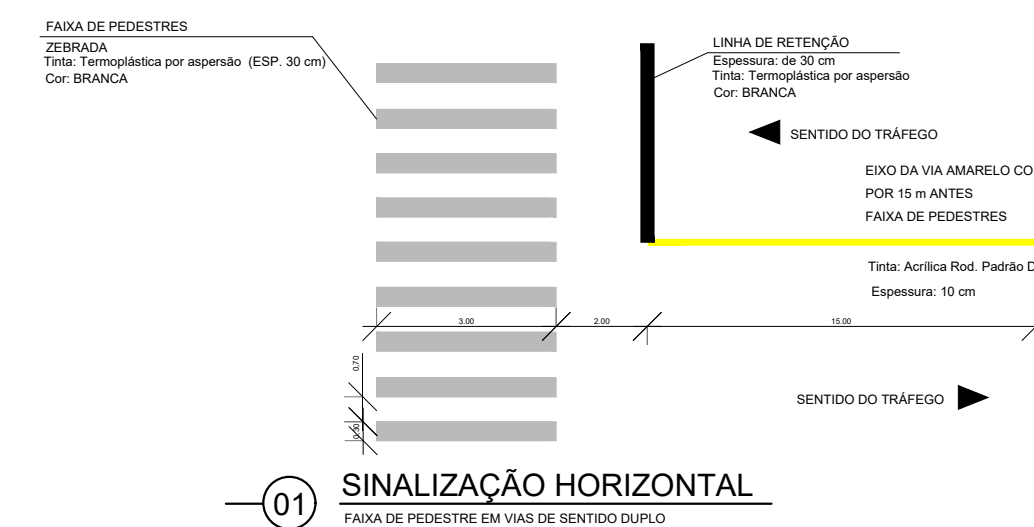 FAIXA DE PEDESTRES
ZEBRADA
Tinta: Termoplástica por aspersão (ESP. 30 cm)
Cor: BRANCA
LINHA DE RETENÇÃO
Espessura: de 30 cm
Tinta: Termoplástica por aspersão
Cor: BRANCA
SENTIDO DO TRÁFEGO
EIXO DA VIA AMARELO CO
POR 15 m ANTES
FAIXA DE PEDESTRES
Tinta: Acrílica Rod. Padrão D
Espessura: 10 cm
3.00
2.00
15.00
0,70
0,30
SENTIDO DO TRÁFEGO
01
SINALIZAÇÃO HORIZONTAL
FAIXA DE PEDESTRE EM VIAS DE SENTIDO DUPLO